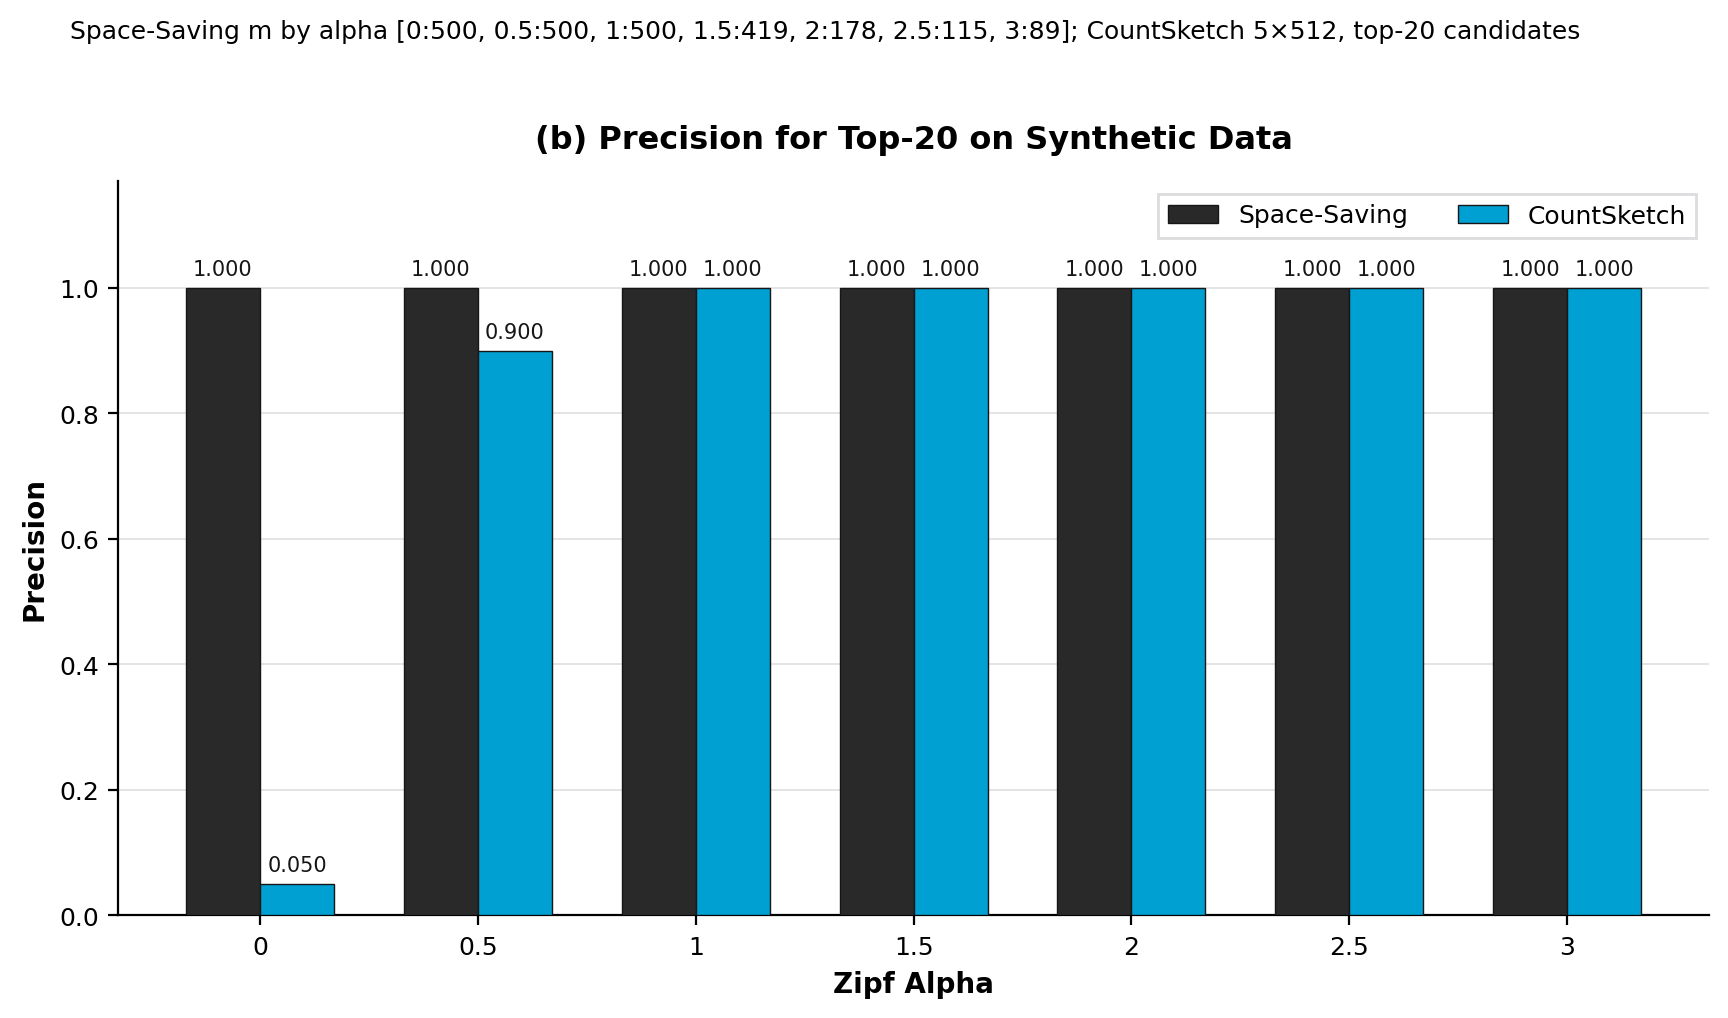 Space-Saving m by alpha [0:500, 0.5:500, 1:500, 1.5:419, 2:178, 2.5:115, 3:89]; CountSketch 5×512, top-20 candidates
(b) Precision for Top-20 on Synthetic Data
Space-Saving CountSketch
1.000 1.000 1.000 1.000 1.000 1.000 1.000 1.000 1.000 1.000 1.000 1.000
1.0
0.900
0.8
0.6
Precision
0.4
0.2
0.050
0.0
0 0.5 1 1.5 2 2.5 3
Zipf Alpha